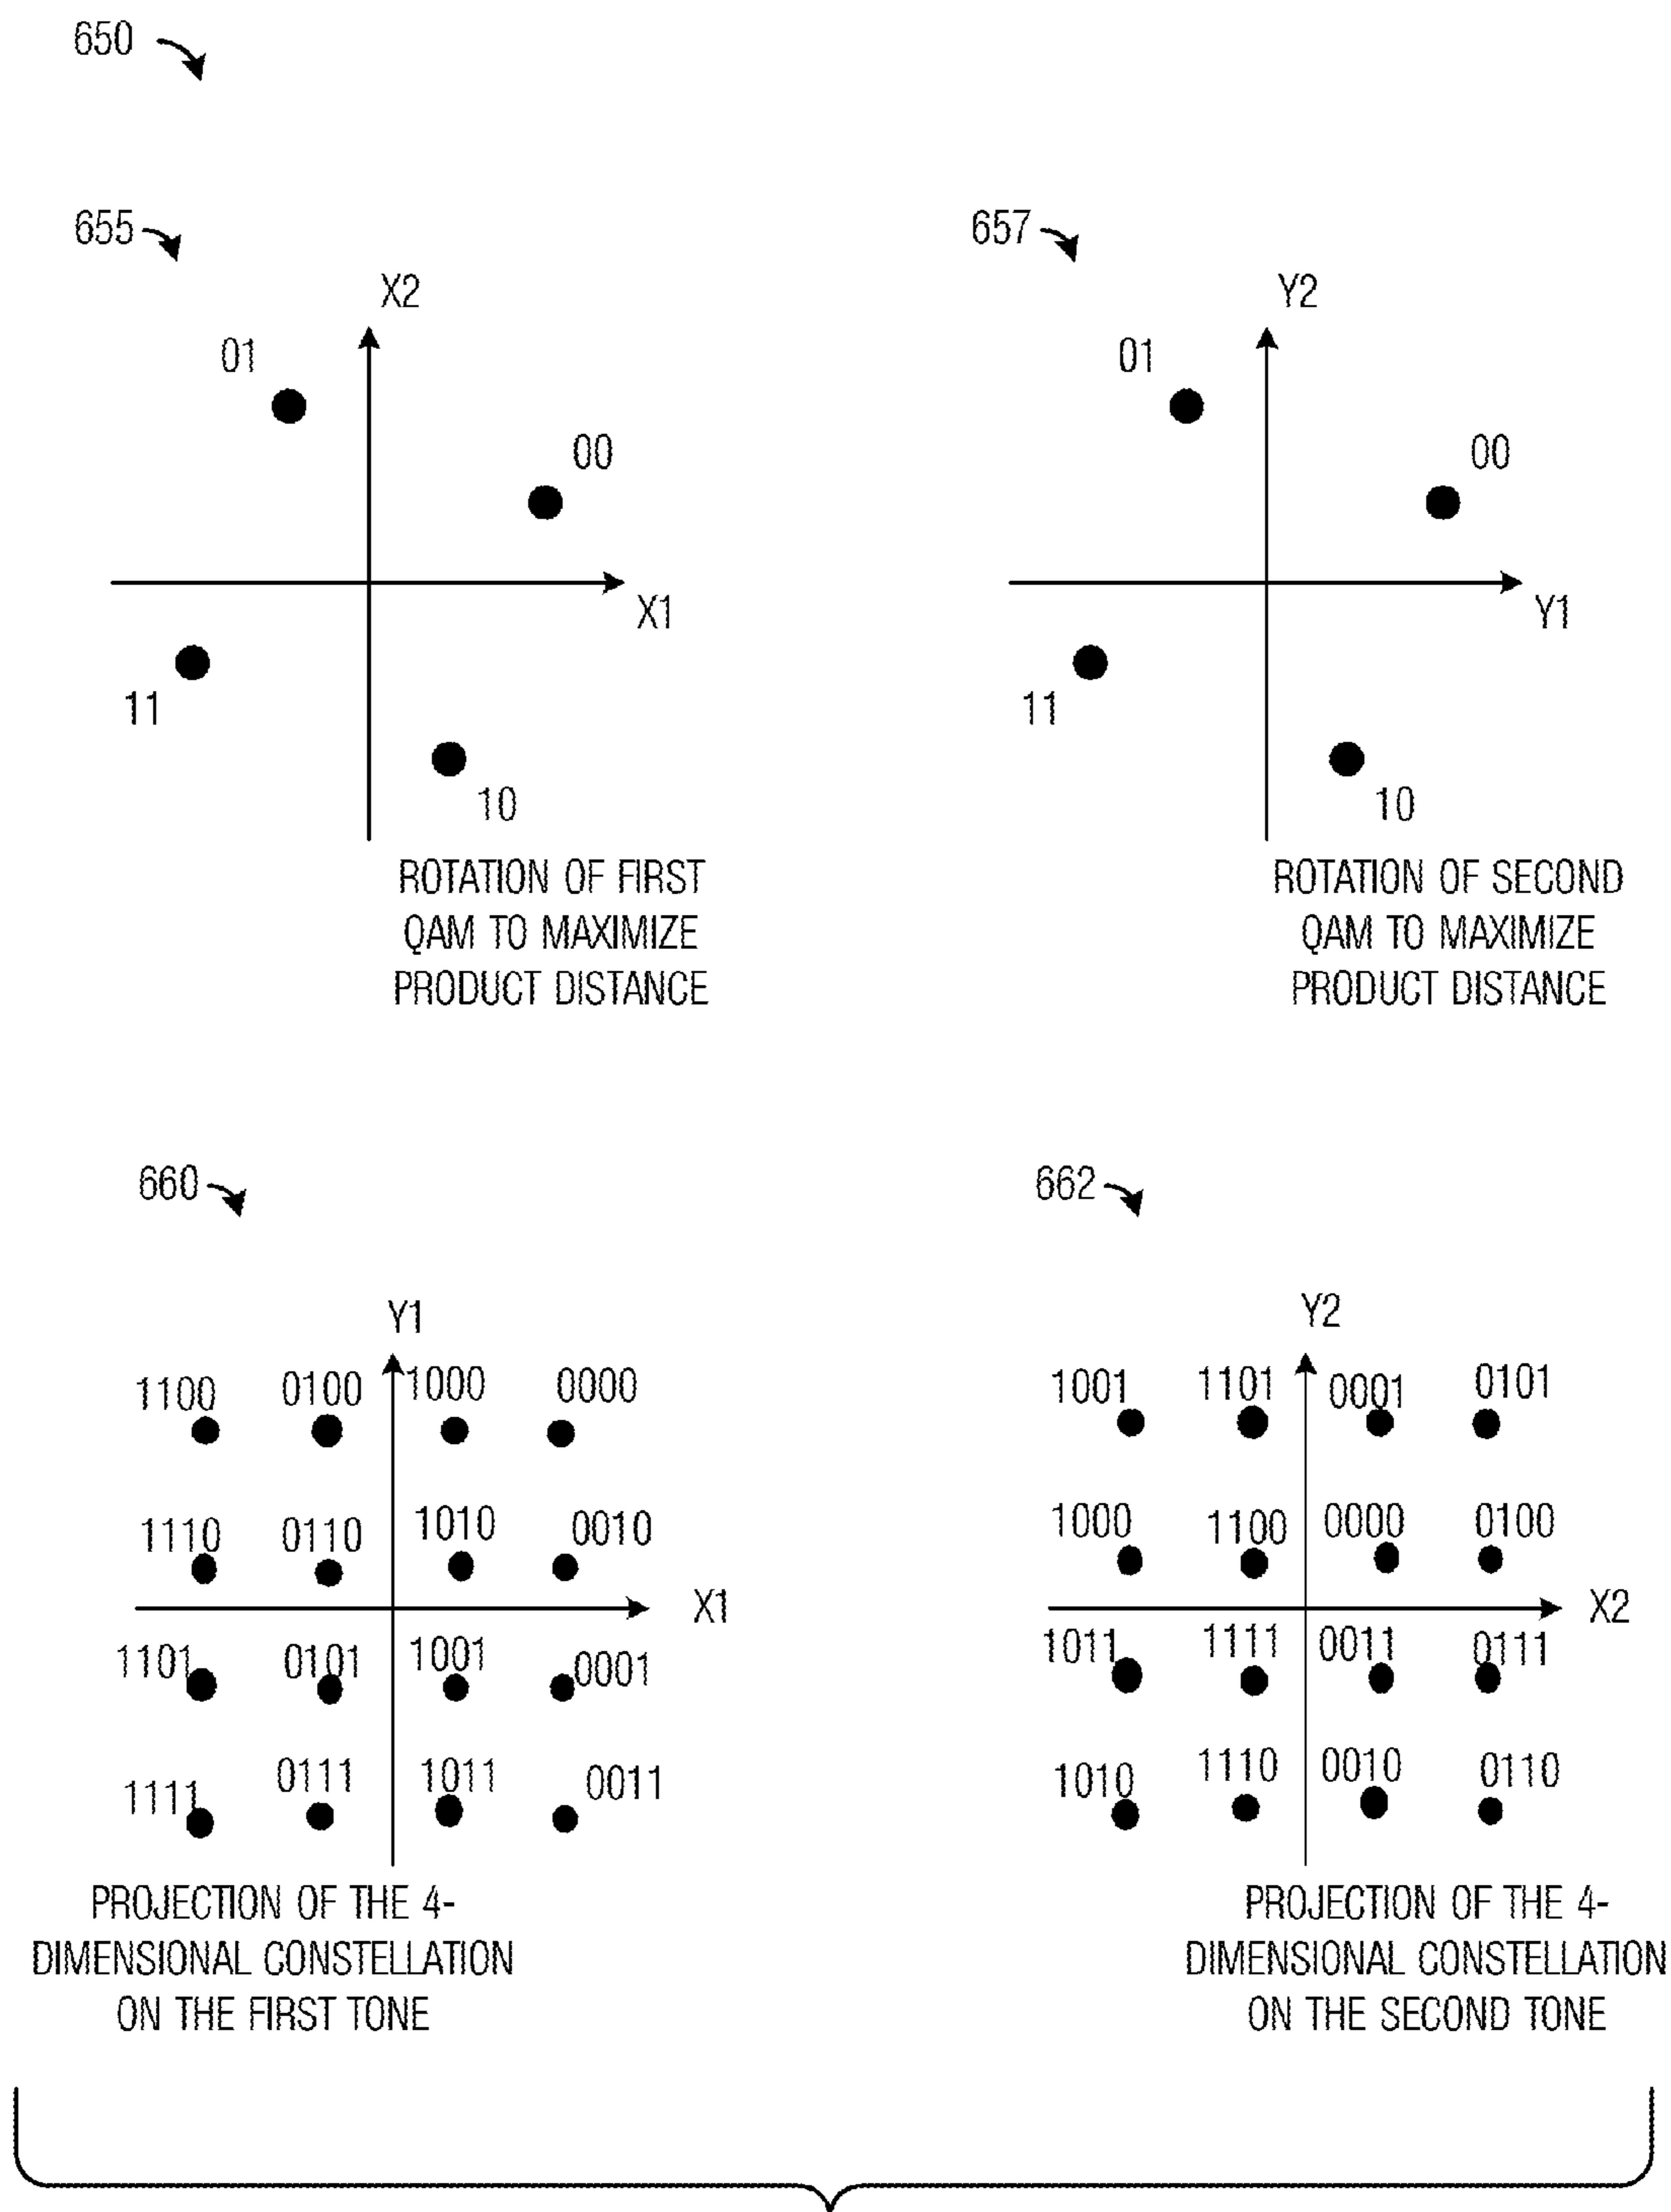 650
655
657
X2
Y2
01
01
00
00
X1
Y1
11
11
10
10
ROTATION OF FIRST
QAM TO MAXIMIZE
PRODUCT DISTANCE
ROTATION OF SECOND
QAM TO MAXIMIZE
PRODUCT DISTANCE
660
662
Y1
Y2
1100 0100 1000 0000
1001 1101 0001 0101
1110 0110 1010 0010
1000 1100 0000 0100
X1
X2
1101 0101 1001 0001
1011 1111 0011 0111
1111 0111 1011 0011
1010 1110 0010 0110
PROJECTION OF THE 4-
DIMENSIONAL CONSTELLATION
ON THE FIRST TONE
PROJECTION OF THE 4-
DIMENSIONAL CONSTELLATION
ON THE SECOND TONE